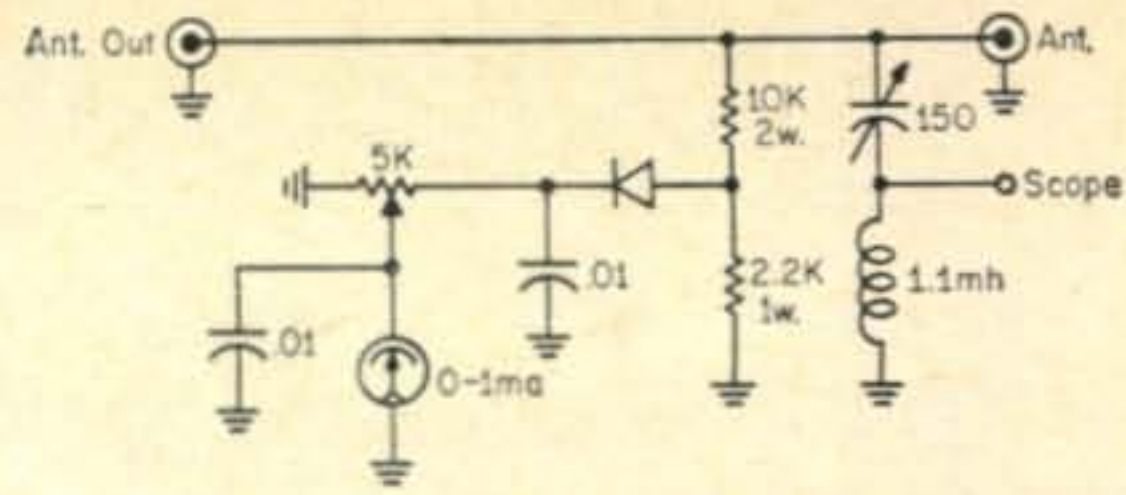 Ant. Out
Ant.
10K
2w.
150
5K
Scope
.01
2.2K
1w.
1.1mh
.01
0-1ma